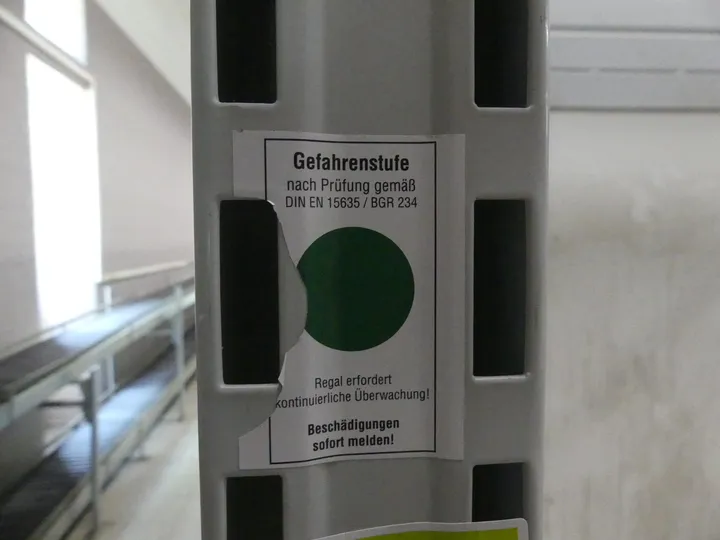 Gefahrenstufe
nach Prüfung gemäß
DIN EN 15635 / BGR 234
Regal erfordert
kontinuierliche Überwachung!
Beschädigungen
sofort melden!